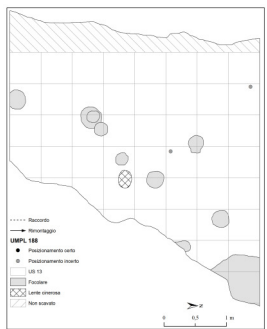 Raccordo
Rimontaggio
UMPL 188
Posizionamento certo
Posizionamento incerto
US 13
Focolare
Lente cinerosa
Non scavato
z
0 0,5 1 m